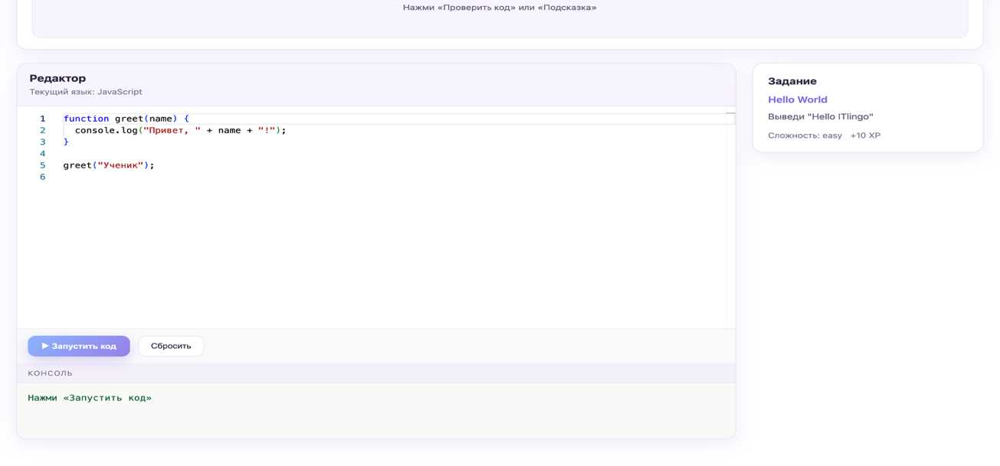 Нажми «Проверить код» или «Подсказка»
Редактор
Текущий язык: JavaScript
1 function greet(name) {
2 console.log("Привет, " + name + "!");
3 }
4
5 greet("Ученик");
6
▶ Запустить код
Сбросить
КОНСОЛЬ
Нажми «Запустить код»
Задание
Hello World
Выведи "Hello ITlingo"
Сложность: easy +10 XP